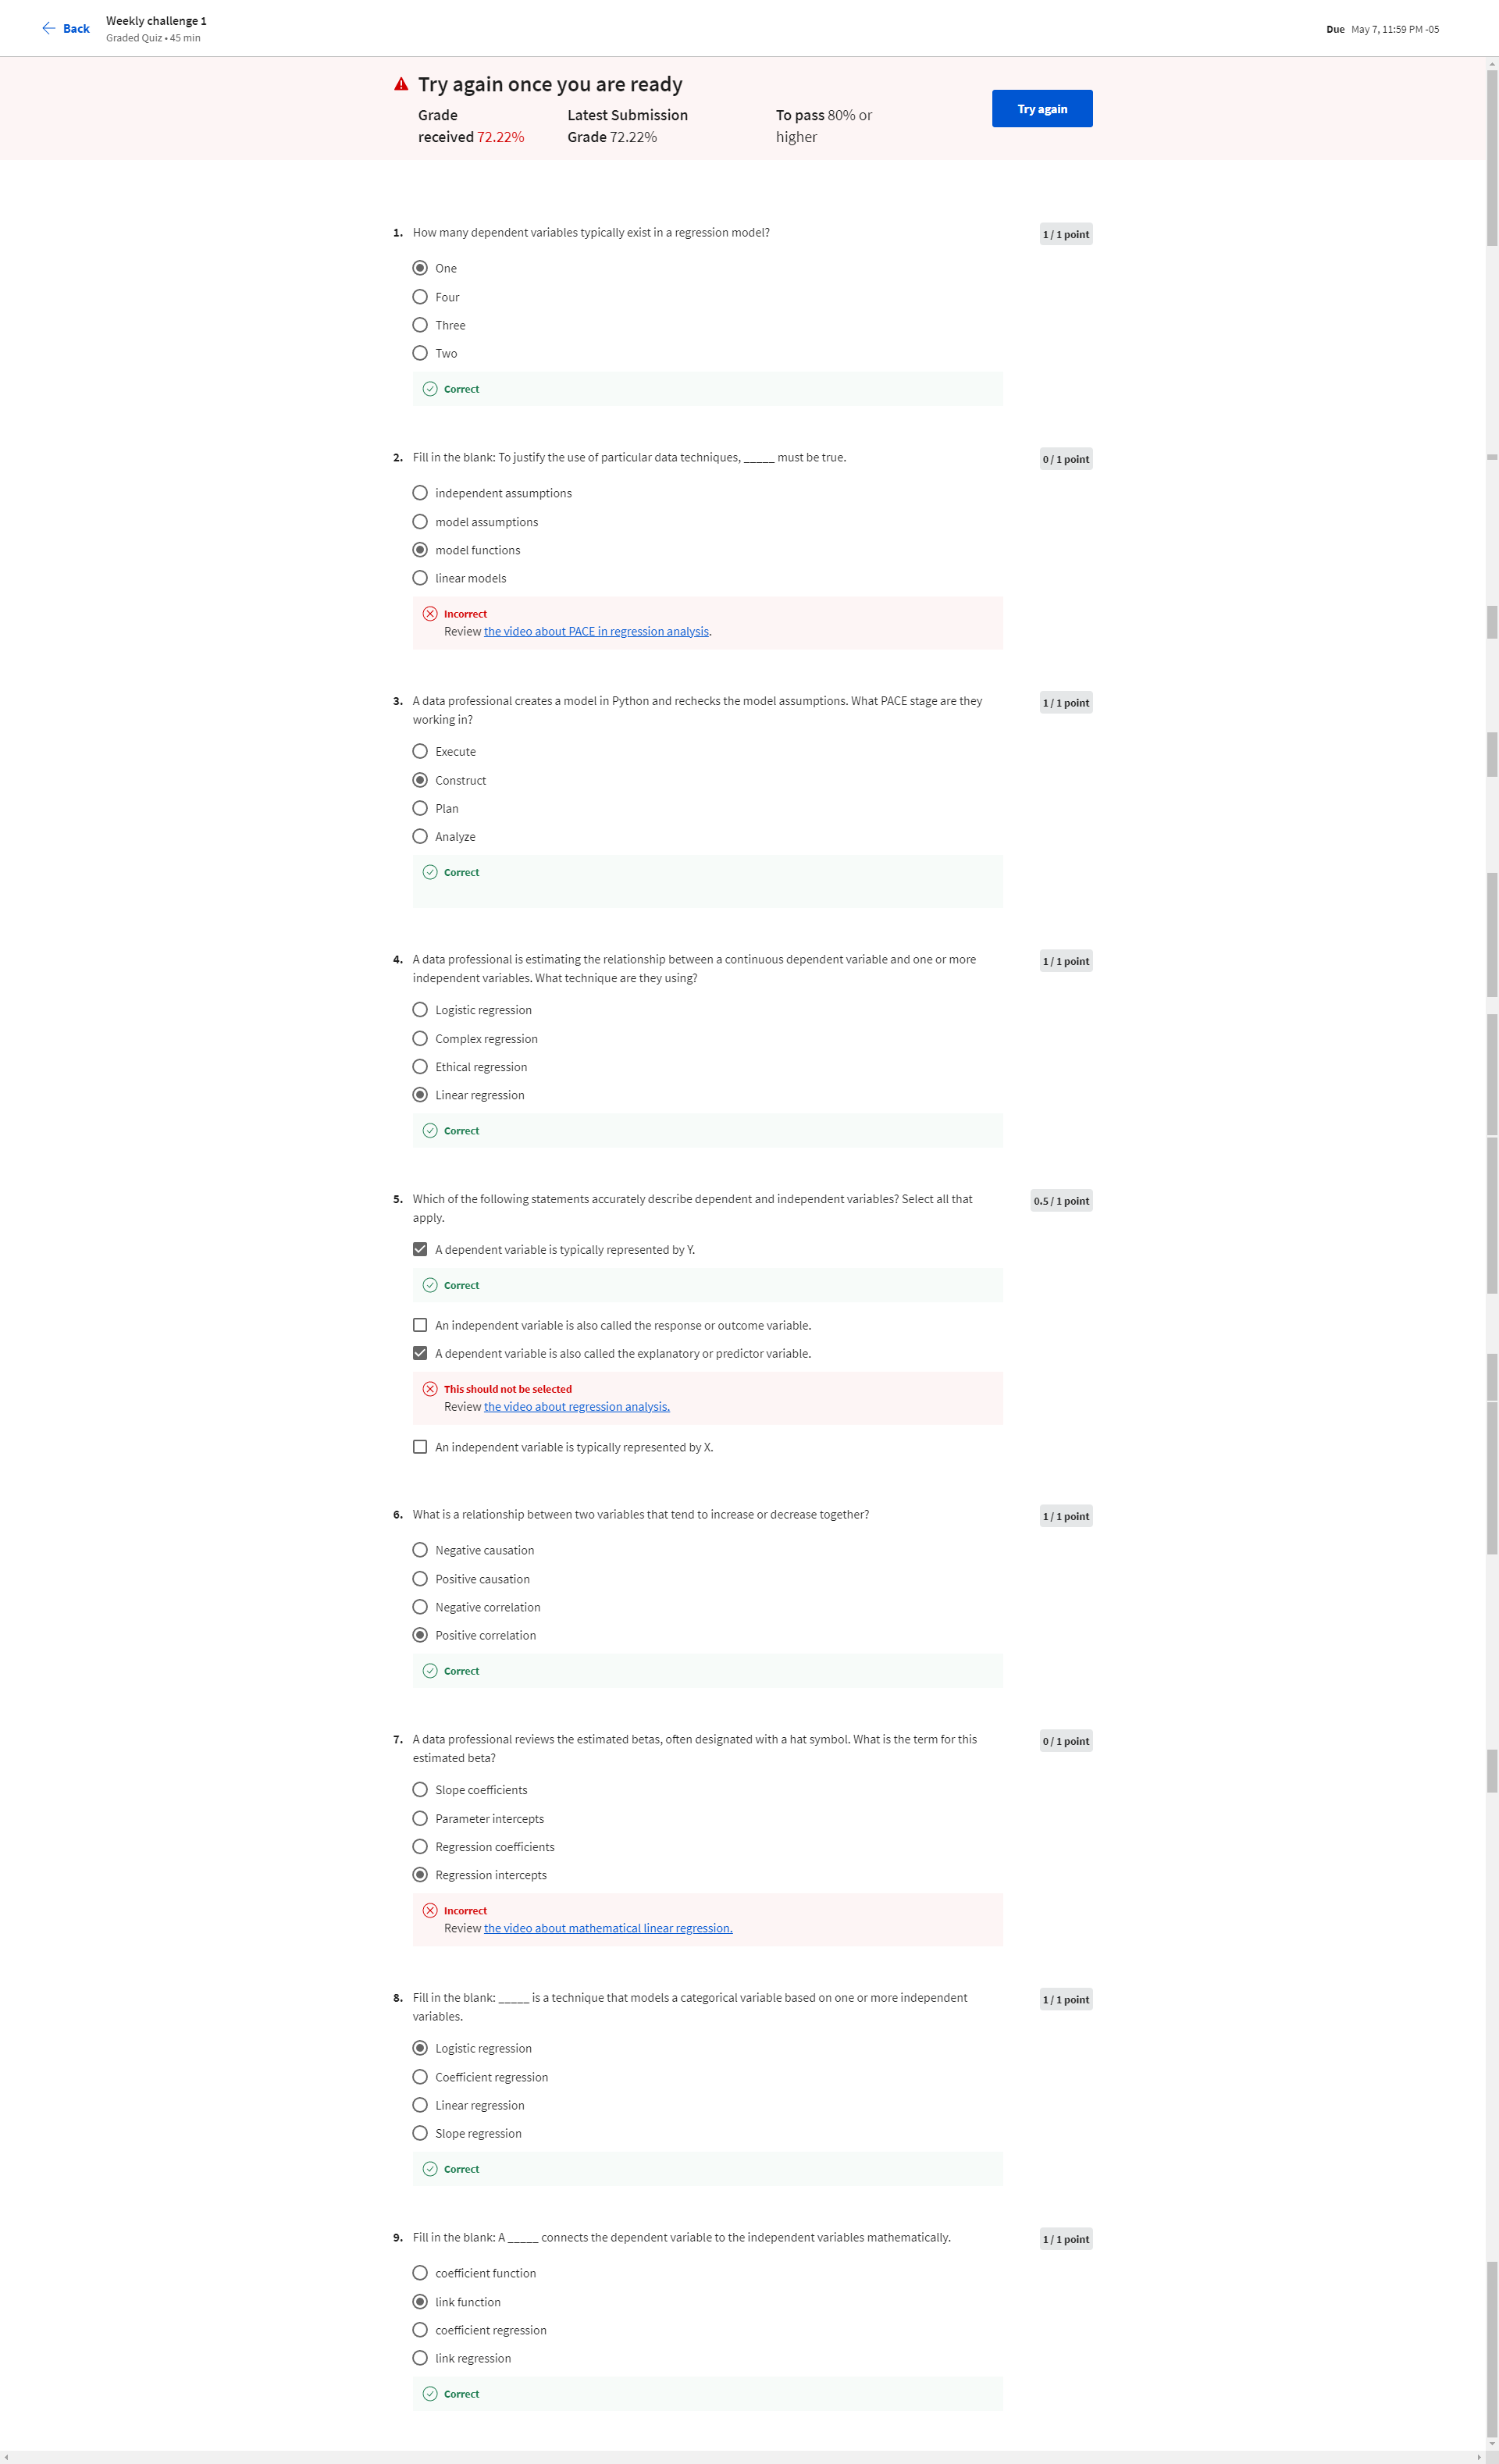 Back
Weekly challenge 1
Graded Quiz • 45 min
Due May 7, 11:59 PM -05
Try again once you are ready
Grade
received 72.22%
Latest Submission
Grade 72.22%
To pass 80% or
higher
Try again
1. How many dependent variables typically exist in a regression model?
1 / 1 point
One
Four
Three
Two
Correct
2. Fill in the blank: To justify the use of particular data techniques, _____ must be true.
0 / 1 point
independent assumptions
model assumptions
model functions
linear models
Incorrect
Review the video about PACE in regression analysis.
3. A data professional creates a model in Python and rechecks the model assumptions. What PACE stage are they
working in?
1 / 1 point
Execute
Construct
Plan
Analyze
Correct
4. A data professional is estimating the relationship between a continuous dependent variable and one or more
independent variables. What technique are they using?
1 / 1 point
Logistic regression
Complex regression
Ethical regression
Linear regression
Correct
5. Which of the following statements accurately describe dependent and independent variables? Select all that
apply.
0.5 / 1 point
A dependent variable is typically represented by Y.
Correct
An independent variable is also called the response or outcome variable.
A dependent variable is also called the explanatory or predictor variable.
This should not be selected
Review the video about regression analysis.
An independent variable is typically represented by X.
6. What is a relationship between two variables that tend to increase or decrease together?
1 / 1 point
Negative causation
Positive causation
Negative correlation
Positive correlation
Correct
7. A data professional reviews the estimated betas, often designated with a hat symbol. What is the term for this
estimated beta?
0 / 1 point
Slope coefficients
Parameter intercepts
Regression coefficients
Regression intercepts
Incorrect
Review the video about mathematical linear regression.
8. Fill in the blank: _____ is a technique that models a categorical variable based on one or more independent
variables.
1 / 1 point
Logistic regression
Coefficient regression
Linear regression
Slope regression
Correct
9. Fill in the blank: A _____ connects the dependent variable to the independent variables mathematically.
1 / 1 point
coefficient function
link function
coefficient regression
link regression
Correct